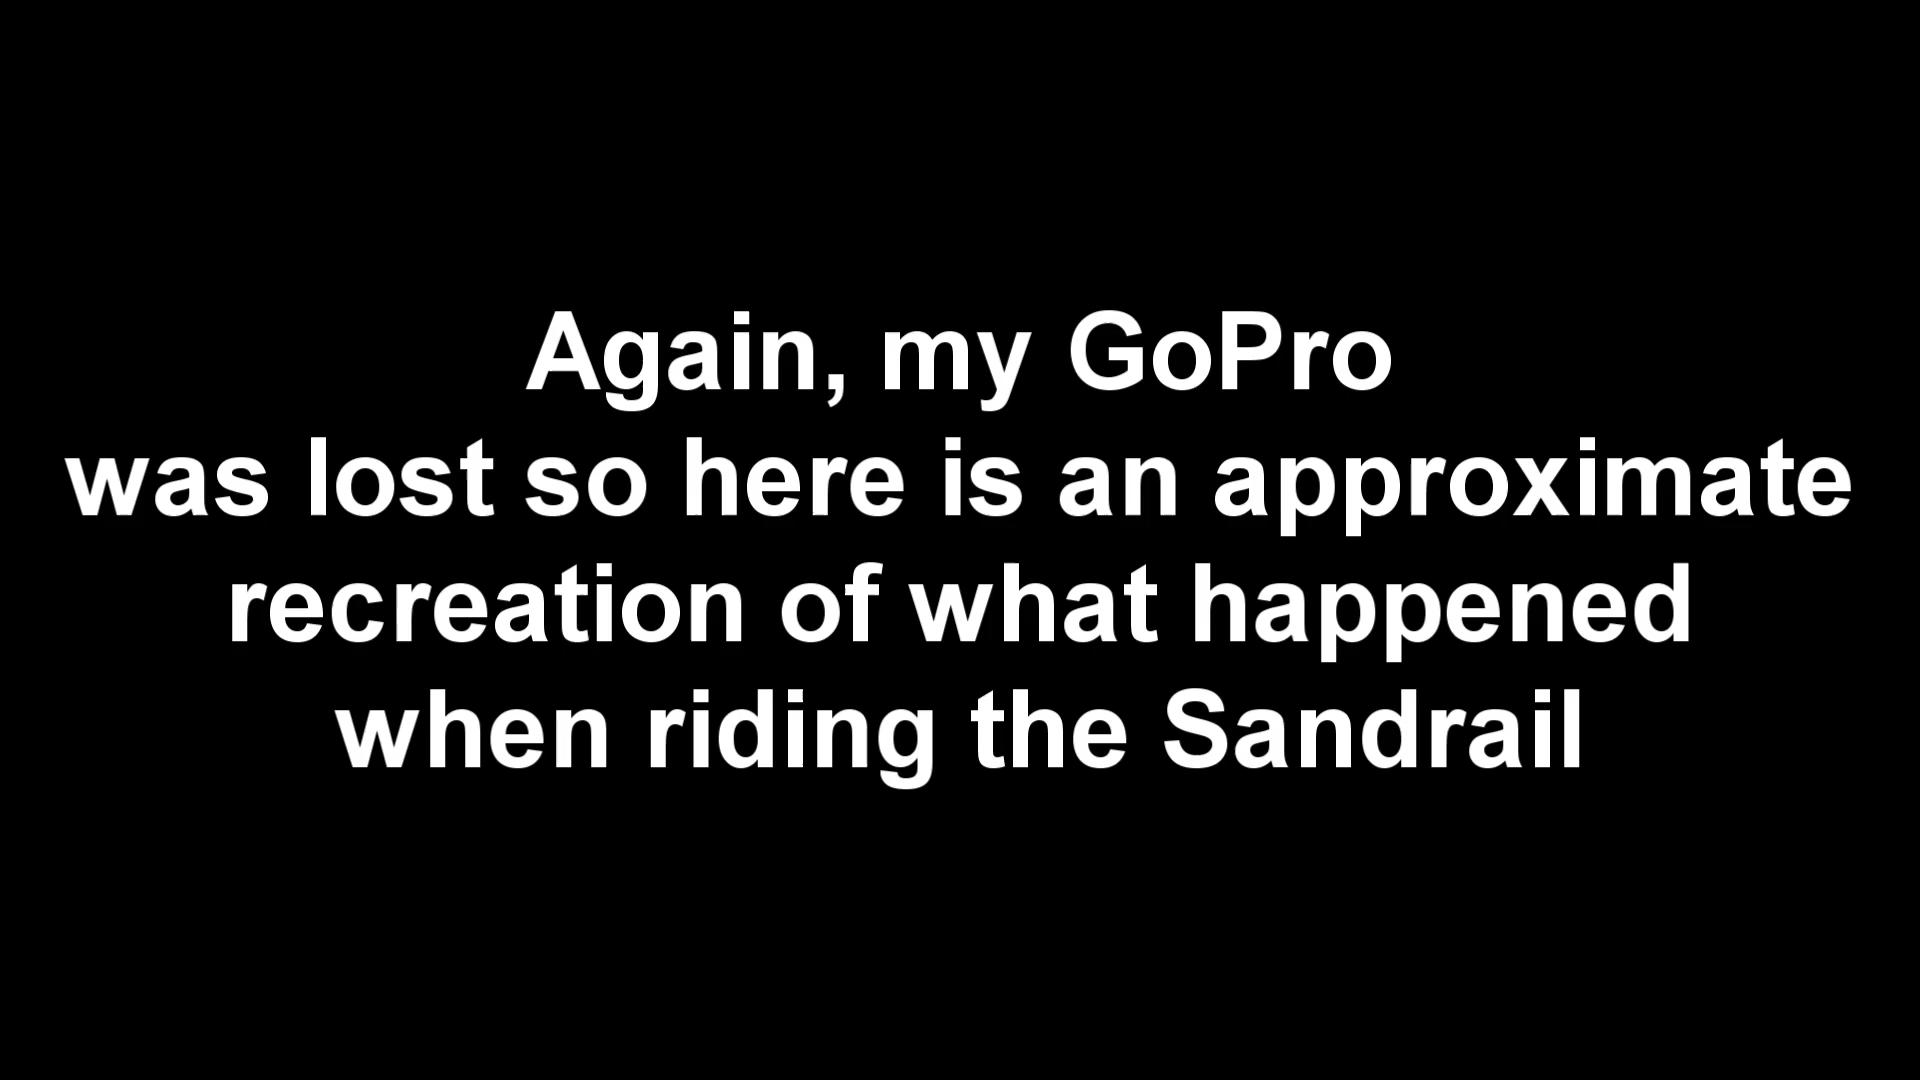 Again, my GoPro
was lost so here is an approximate
recreation of what happened
when riding the Sandrail